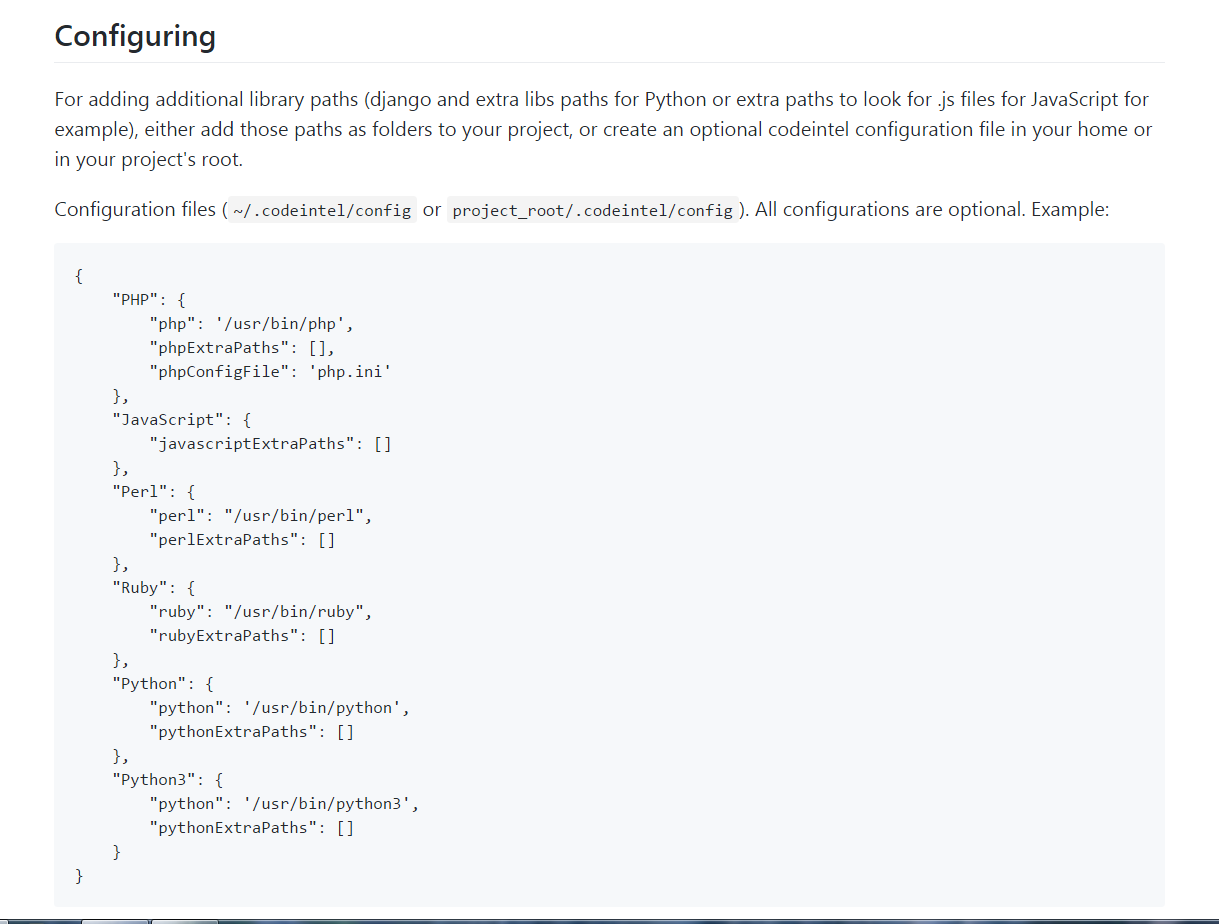 Configuring
For adding additional library paths (django and extra libs paths for Python or extra paths to look for .js files for JavaScript for
example), either add those paths as folders to your project, or create an optional codeintel configuration file in your home or
in your project's root.
Configuration files ( ~/.codeintel/config or project_root/.codeintel/config ). All configurations are optional. Example:
{
    "PHP": {
        "php": '/usr/bin/php',
        "phpExtraPaths": [],
        "phpConfigFile": 'php.ini'
    },
    "JavaScript": {
        "javascriptExtraPaths": []
    },
    "Perl": {
        "perl": "/usr/bin/perl",
        "perlExtraPaths": []
    },
    "Ruby": {
        "ruby": "/usr/bin/ruby",
        "rubyExtraPaths": []
    },
    "Python": {
        "python": '/usr/bin/python',
        "pythonExtraPaths": []
    },
    "Python3": {
        "python": '/usr/bin/python3',
        "pythonExtraPaths": []
    }
}